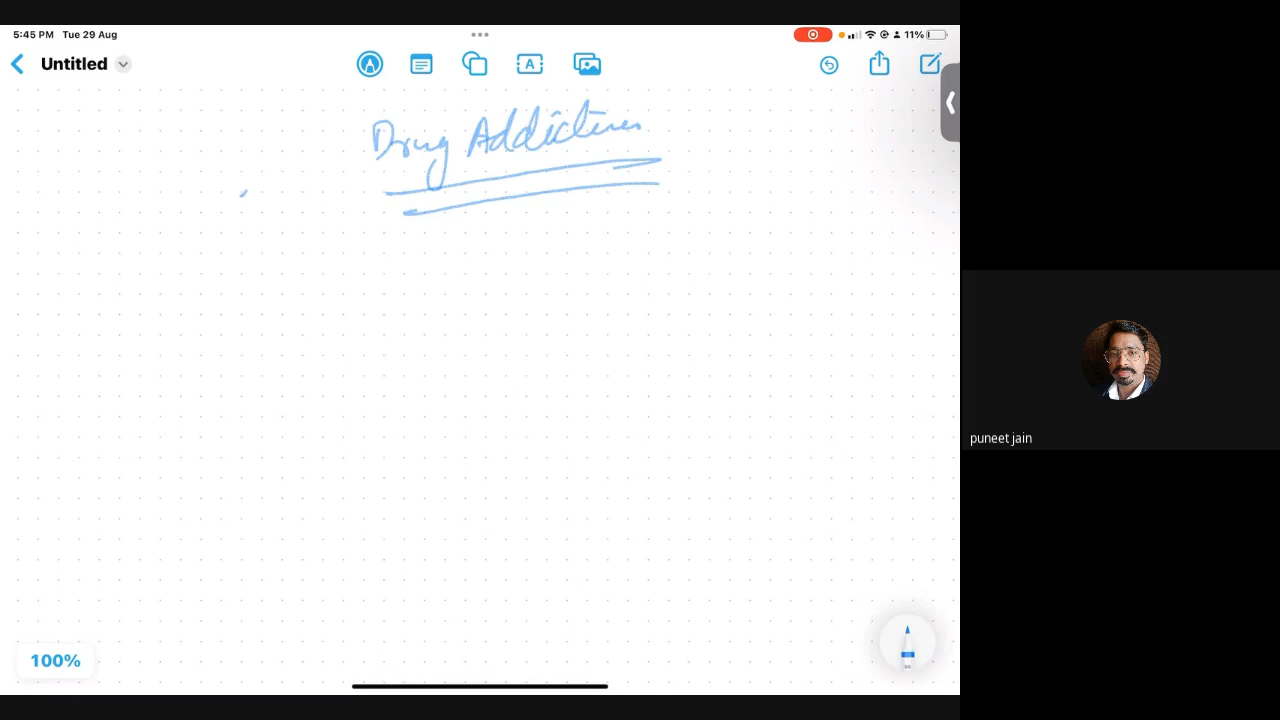 5:45 PM Tue 29 Aug 11%
Untitled
A
Drug Addiction
puneet jain
100%